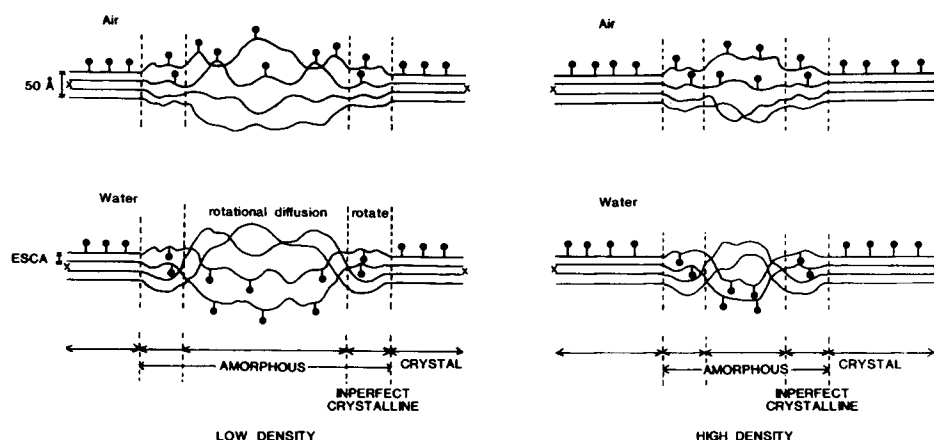 Air
Air
50 Å
Water
rotational diffusion
rotate
Water
ESCA
AMORPHOUS
CRYSTAL
AMORPHOUS
CRYSTAL
INPERFECT
CRYSTALLINE
INPERFECT
CRYSTALLINE
LOW DENSITY
HIGH DENSITY